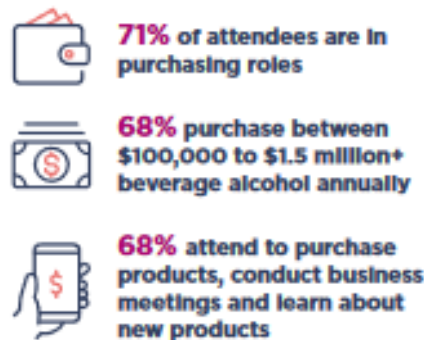 71% of attendees are in
purchasing roles
68% purchase between
$100,000 to $1.5 million+
beverage alcohol annually
68% attend to purchase
products, conduct business
meetings and learn about
new products
$
$